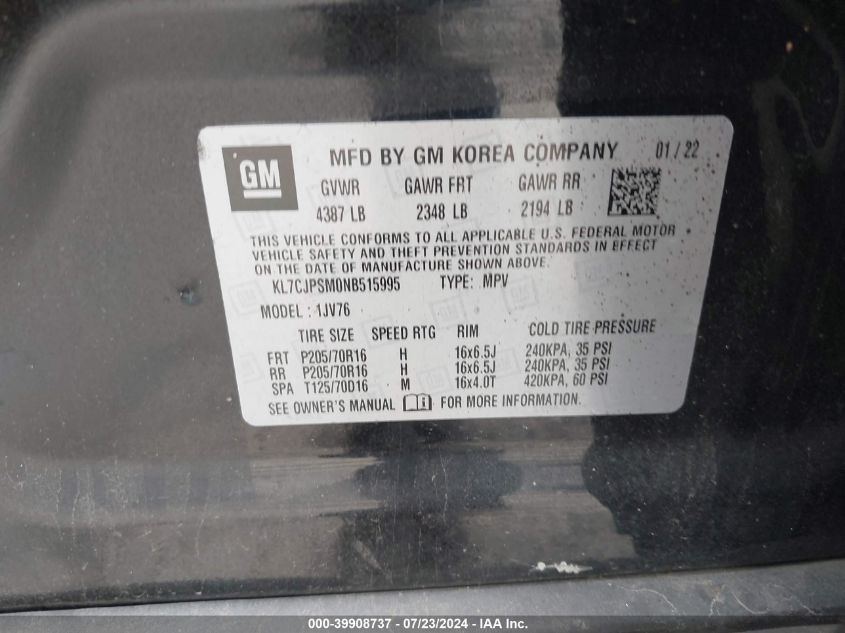 GM
MFD BY GM KOREA COMPANY 01/22
GVWR GAWR FRT GAWR RR
4387 LB 2348 LB 2194 LB
THIS VEHICLE CONFORMS TO ALL APPLICABLE U.S. FEDERAL MOTOR
VEHICLE SAFETY AND THEFT PREVENTION STANDARDS IN EFFECT
ON THE DATE OF MANUFACTURE SHOWN ABOVE.
KL7CJPSM0NB515995 TYPE: MPV
MODEL: 1JV76
TIRE SIZE SPEED RTG RIM COLD TIRE PRESSURE
FRT P205/70R16 H 16x6.5J 240KPA, 35 PSI
RR P205/70R16 H 16x6.5J 240KPA, 35 PSI
SPA T125/70D16 M 16x4.0T 420KPA, 60 PSI
SEE OWNER'S MANUAL FOR MORE INFORMATION.
000-39908737 - 07/23/2024 - IAA Inc.